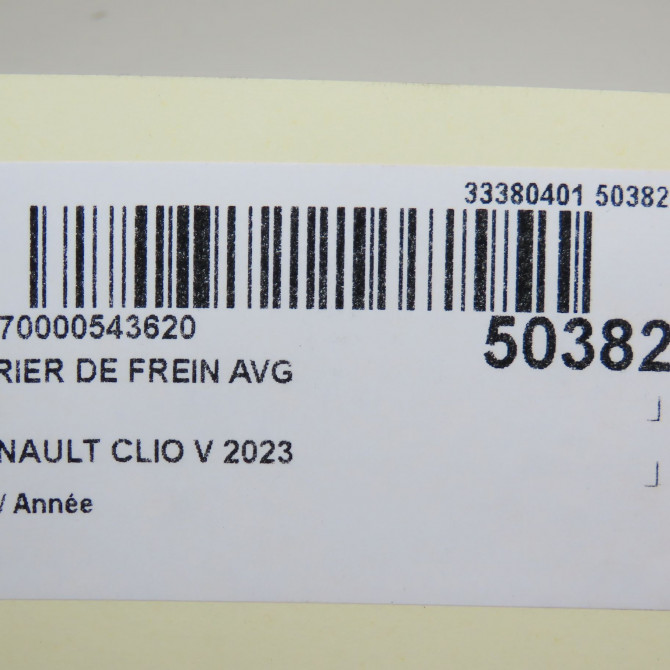 33380401 50382
70000543620
50382
RIER DE FREIN AVG
NAULT CLIO V 2023
/ Année